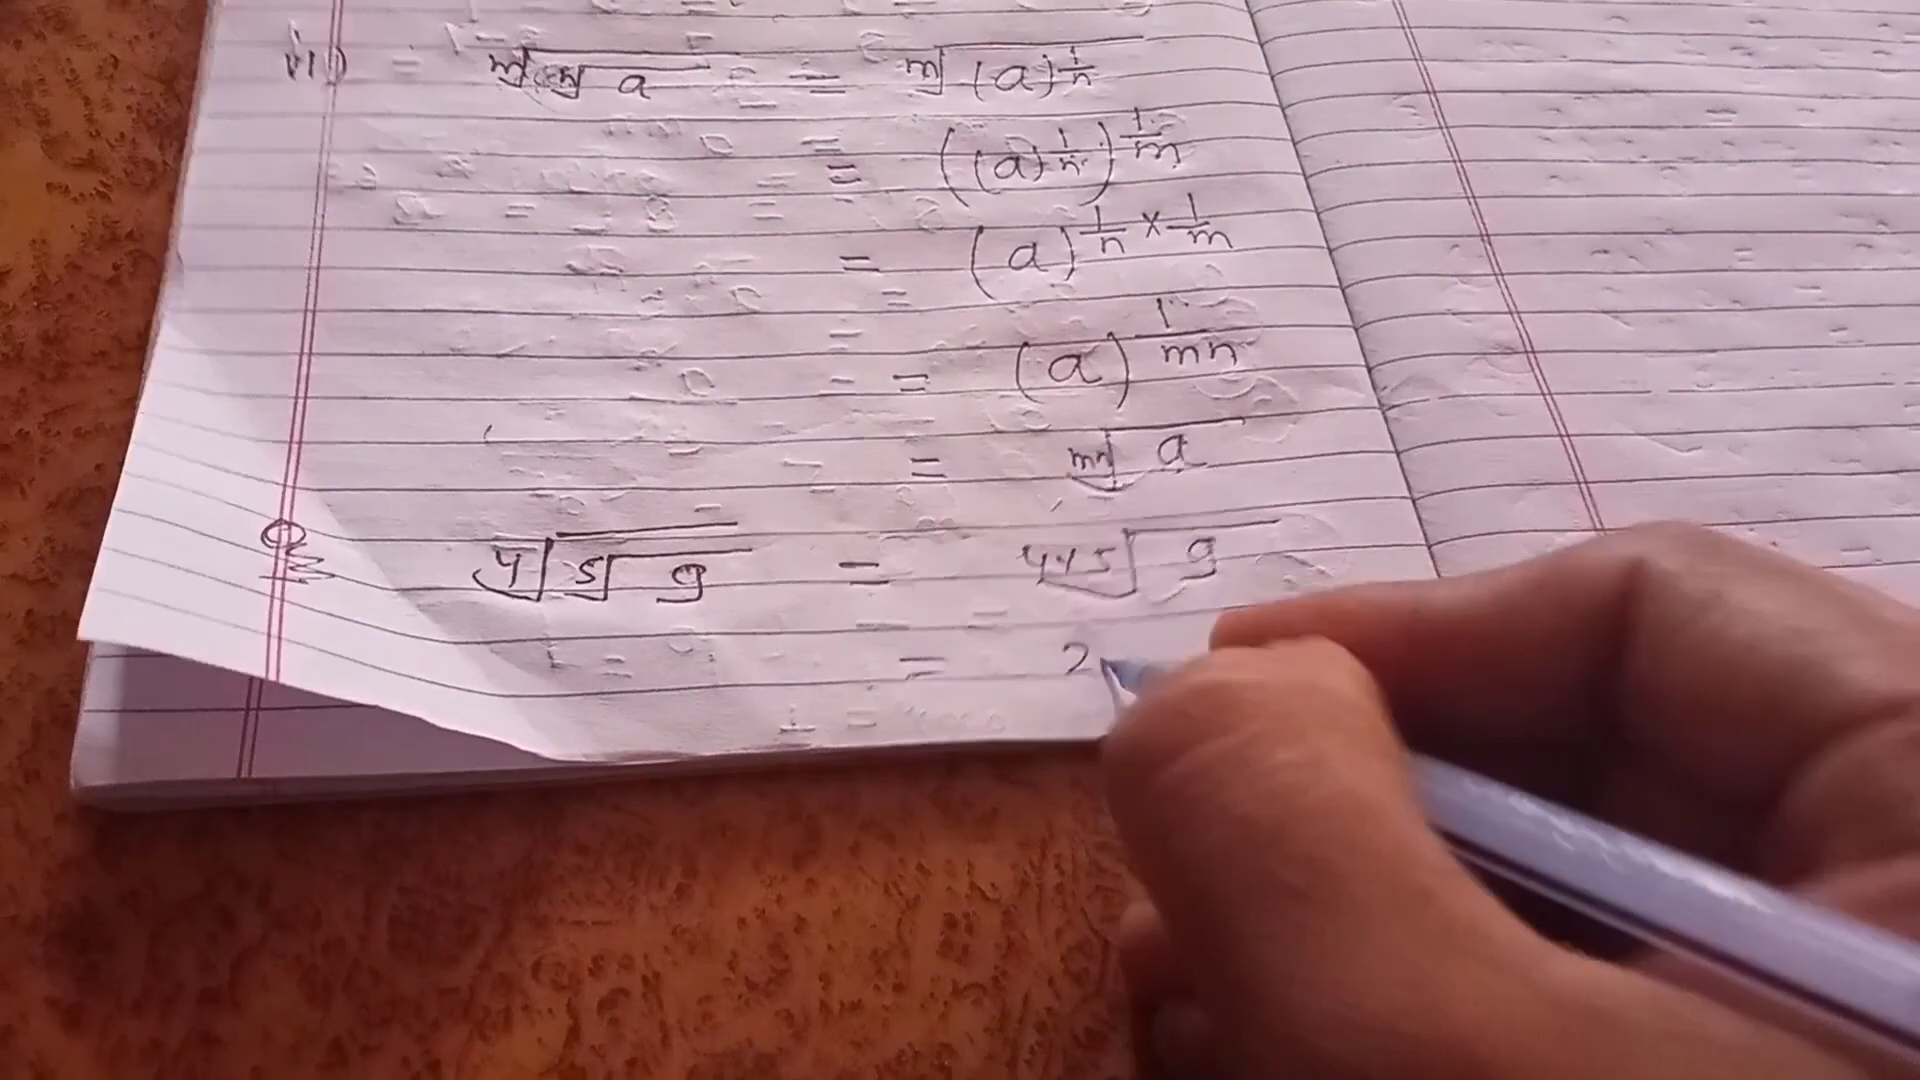 vii) - ᵐ√ⁿ√a = ᵐ√(a)^1/n
= ((a)^1/n)^1/m
= (a)^1/n × 1/m
= (a)^1/mn
= ᵐⁿ√a
⁴√⁵√9 = ⁴ˣ⁵√9
= 2